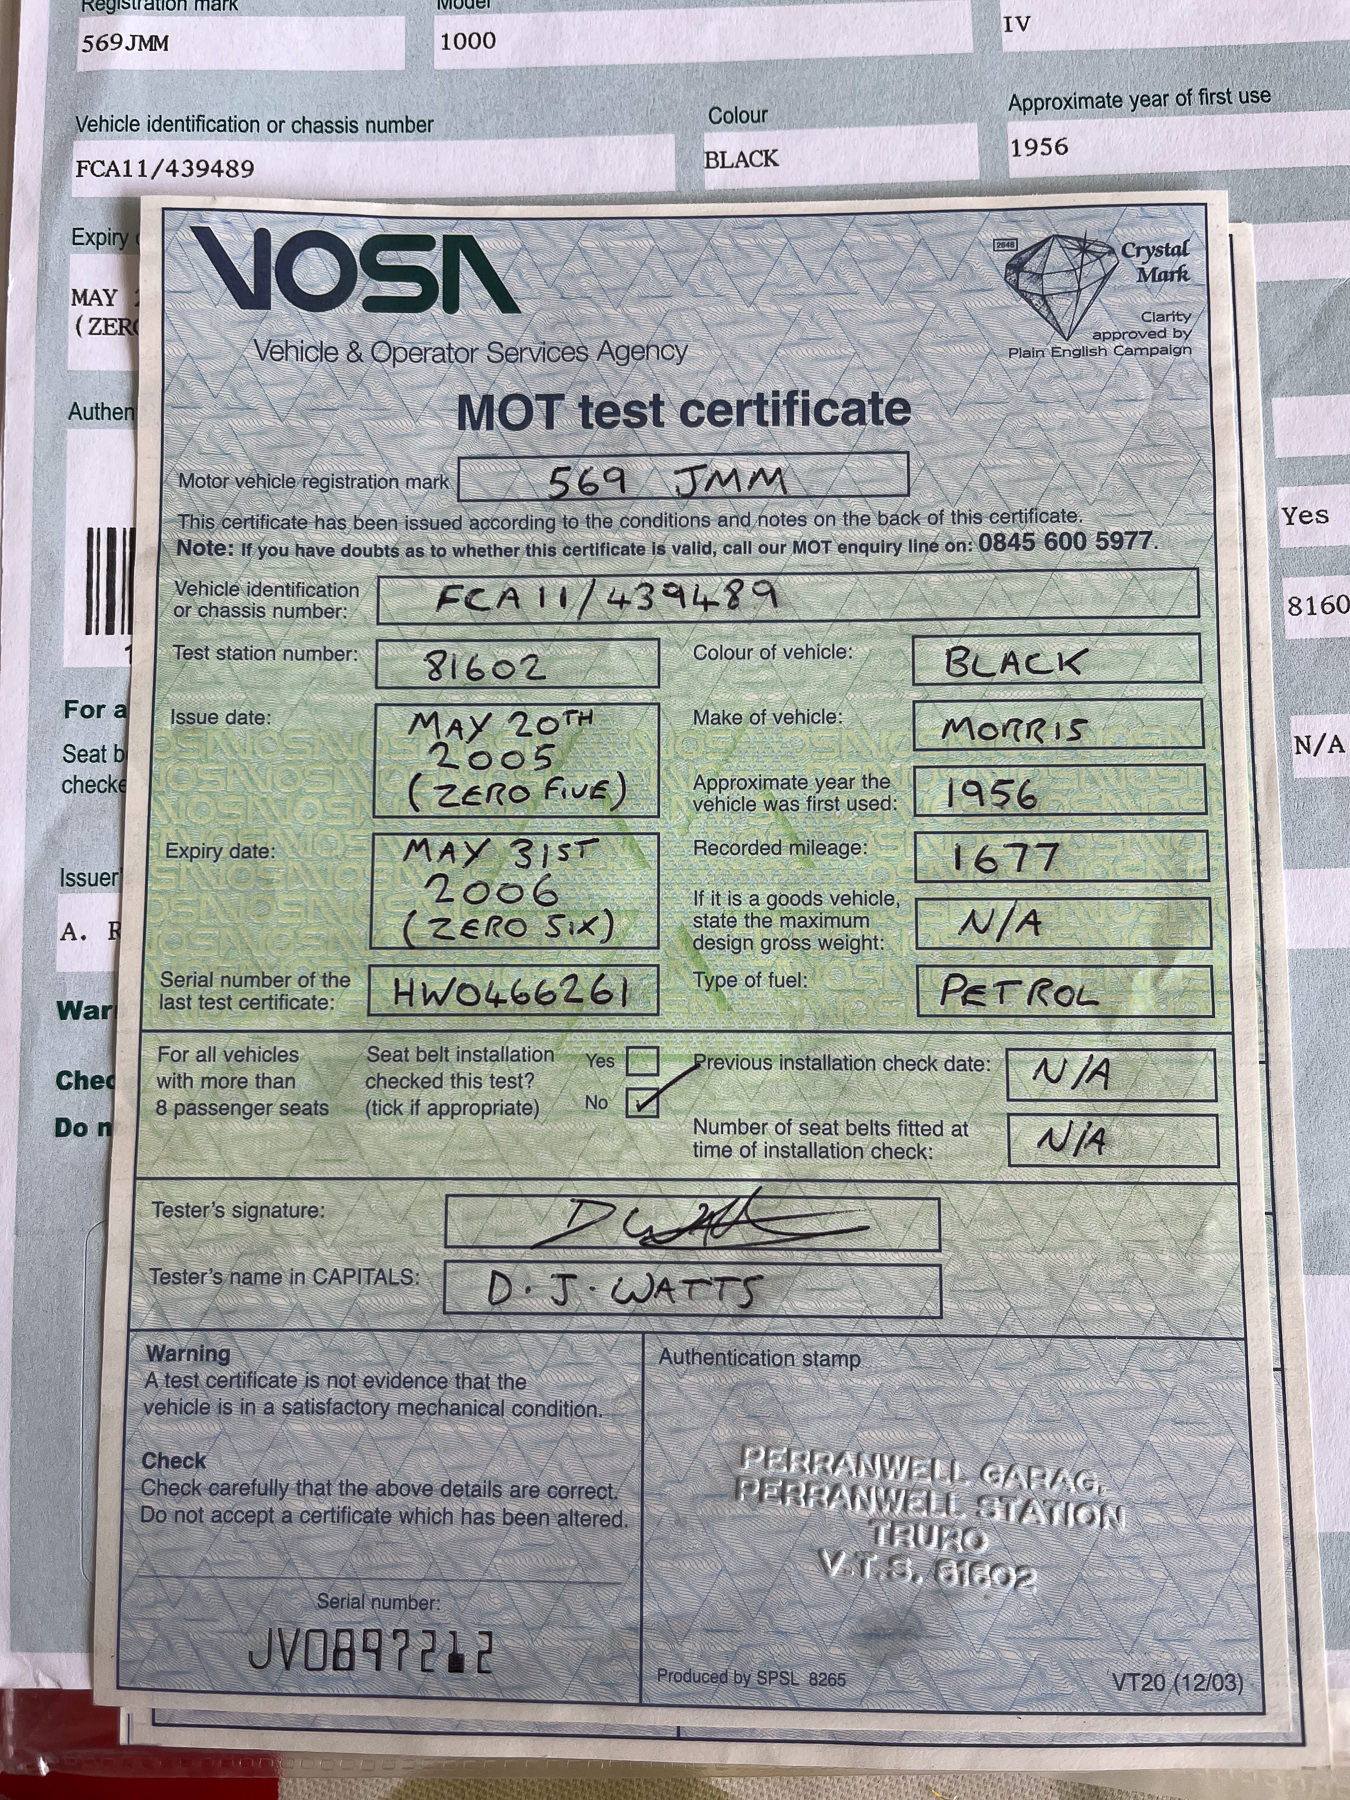 Registration mark
Model
569JMM
1000
IV
Vehicle identification or chassis number
Colour
Approximate year of first use
FCA11/439489
BLACK
1956
Expiry
MAY
(ZERO
Authen
Yes
8160
For a
Seat b
checke
N/A
Issuer
A. R
War
Chec
Do n
VOSA
Vehicle & Operator Services Agency
2848
Crystal
Mark
Clarity
approved by
Plain English Campaign
MOT test certificate
Motor vehicle registration mark 569 JMM
This certificate has been issued according to the conditions and notes on the back of this certificate.
Note: If you have doubts as to whether this certificate is valid, call our MOT enquiry line on: 0845 600 5977.
Vehicle identification
or chassis number: FCA11/439489
Test station number: 81602
Colour of vehicle: BLACK
Issue date: MAY 20TH
2005
(ZERO FIVE)
Make of vehicle: MORRIS
Approximate year the
vehicle was first used: 1956
Expiry date: MAY 31ST
2006
(ZERO SIX)
Recorded mileage: 1677
If it is a goods vehicle,
state the maximum
design gross weight: N/A
Serial number of the
last test certificate: HW0466261
Type of fuel: PETROL
For all vehicles
with more than
8 passenger seats
Seat belt installation
checked this test?
(tick if appropriate)
Yes
No
Previous installation check date: N/A
Number of seat belts fitted at
time of installation check: N/A
Tester's signature:
Tester's name in CAPITALS: D. J. WATTS
Warning
A test certificate is not evidence that the
vehicle is in a satisfactory mechanical condition.
Check
Check carefully that the above details are correct.
Do not accept a certificate which has been altered.
Serial number:
JV0897212
Authentication stamp
PERRANWELL GARAG.
PERRANWELL STATION
TRURO
V.T.S. 81602
Produced by SPSL 8265
VT20 (12/03)